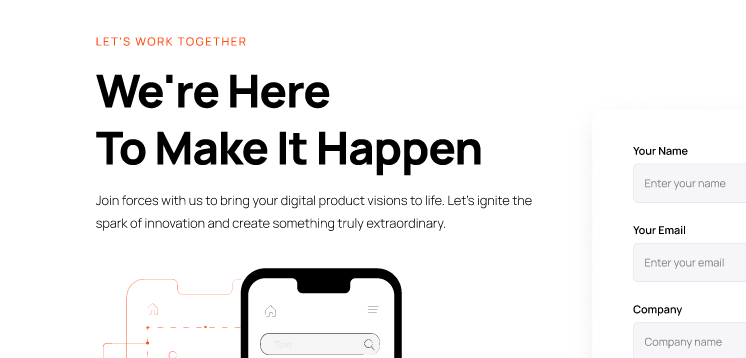 LET'S WORK TOGETHER
We're Here
To Make It Happen
Join forces with us to bring your digital product visions to life. Let's ignite the
spark of innovation and create something truly extraordinary.
Your Name
Enter your name
Your Email
Enter your email
Company
Company name